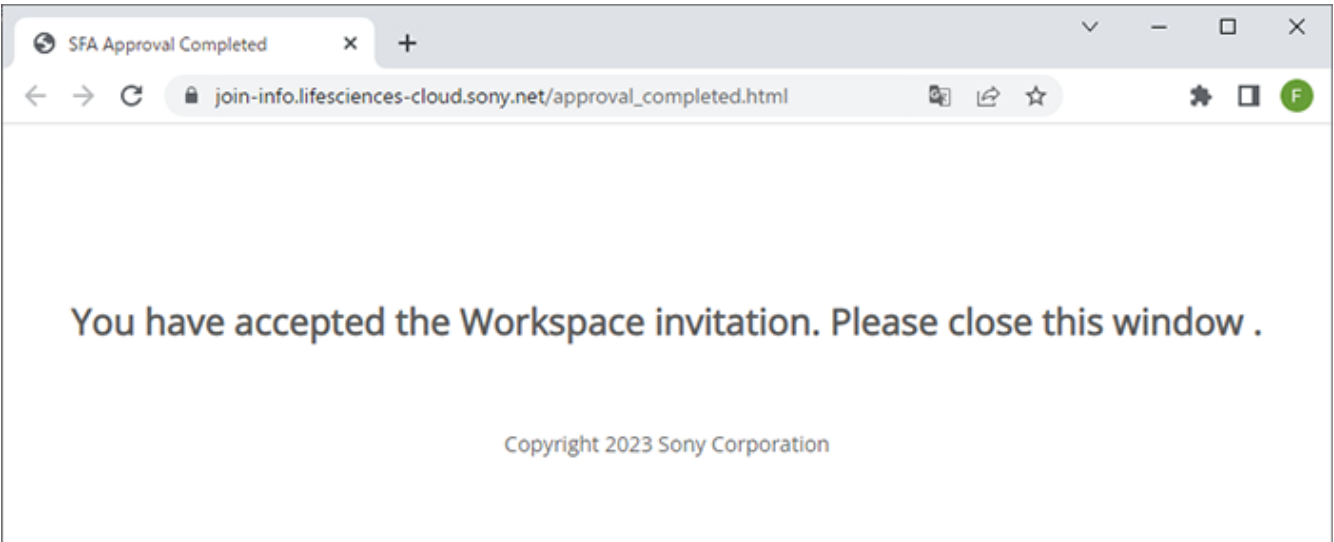 SFA Approval Completed
join-info.lifesciences-cloud.sony.net/approval_completed.html
F
You have accepted the Workspace invitation. Please close this window .
Copyright 2023 Sony Corporation